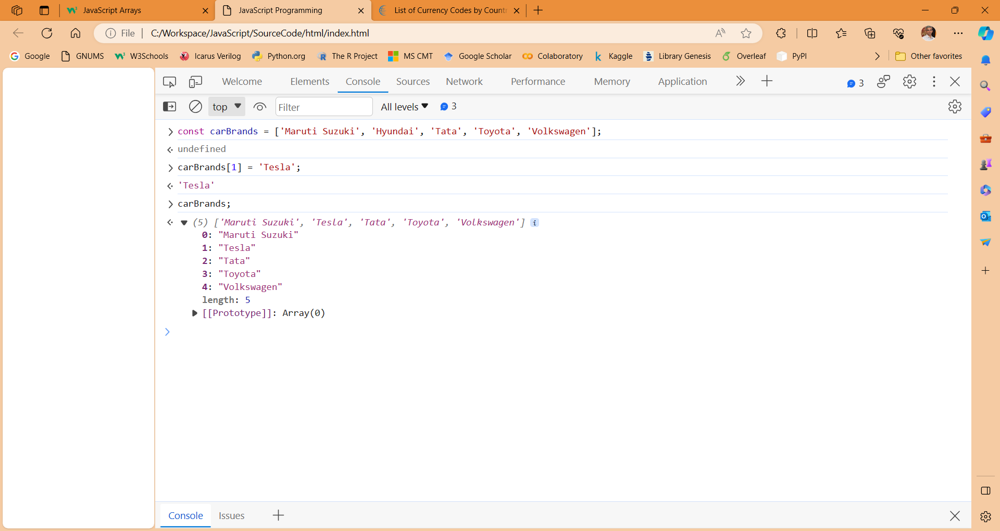 JavaScript Arrays
JavaScript Programming
List of Currency Codes by Countr
File
C:/Workspace/JavaScript/SourceCode/html/index.html
Google GNUMS W3Schools Icarus Verilog Python.org The R Project MS CMT Google Scholar Colaboratory Kaggle Library Genesis Overleaf PyPI Other favorites
Welcome Elements Console Sources Network Performance Memory Application 3
top Filter All levels 3
const carBrands = ['Maruti Suzuki', 'Hyundai', 'Tata', 'Toyota', 'Volkswagen'];
undefined
carBrands[1] = 'Tesla';
'Tesla'
carBrands;
(5) ['Maruti Suzuki', 'Tesla', 'Tata', 'Toyota', 'Volkswagen'] i
0: "Maruti Suzuki"
1: "Tesla"
2: "Tata"
3: "Toyota"
4: "Volkswagen"
length: 5
[[Prototype]]: Array(0)
Console Issues